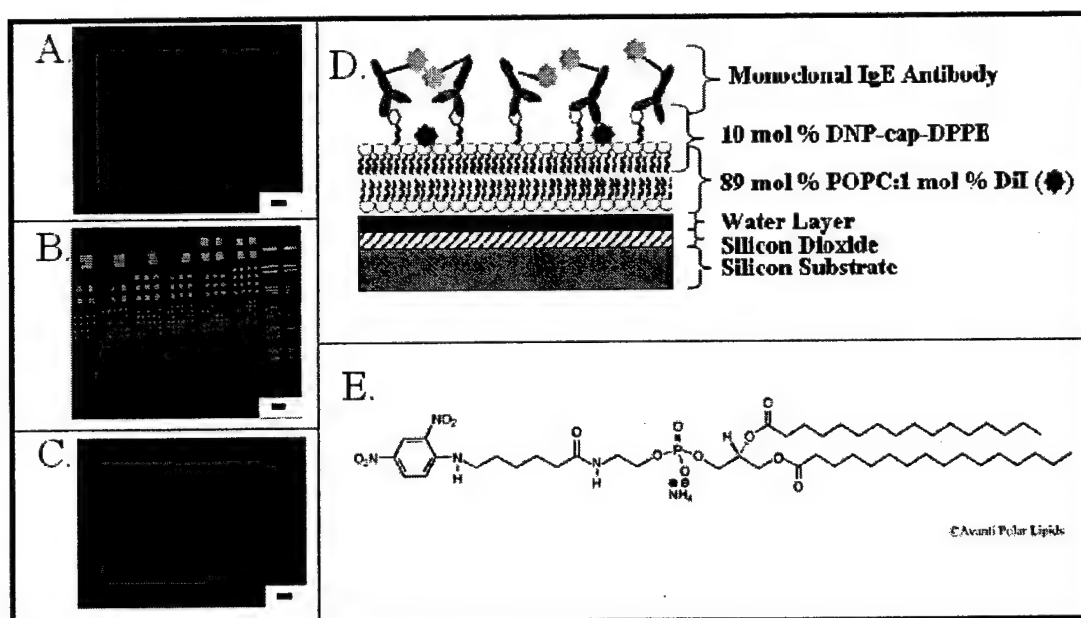 A.
B.
C.
D.
Monoclonal IgE Antibody
10 mol % DNP-cap-DPPE
89 mol % POPC:1 mol % DiI ( )
Water Layer
Silicon Dioxide
Silicon Substrate
E.
NO₂
O₂N
N
H
O
N
H
O
O
P
O
O
NH₄
H
O
O
O
O
©Avanti Polar Lipids